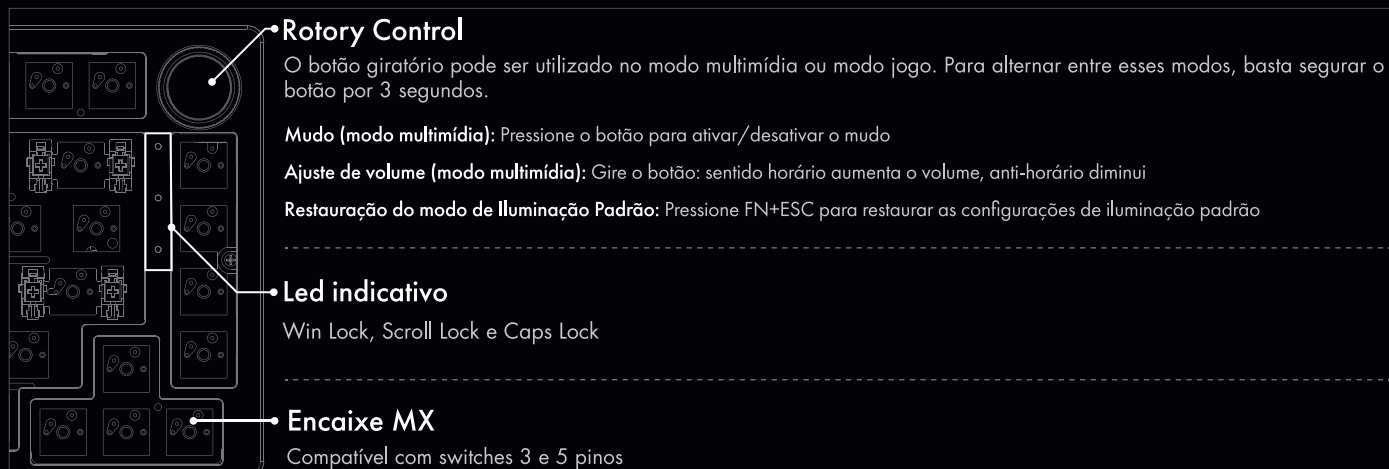 Rotory Control
O botão giratório pode ser utilizado no modo multimídia ou modo jogo. Para alternar entre esses modos, basta segurar o
botão por 3 segundos.
Mudo (modo multimídia): Pressione o botão para ativar/desativar o mudo
Ajuste de volume (modo multimídia): Gire o botão: sentido horário aumenta o volume, anti-horário diminui
Restauração do modo de Iluminação Padrão: Pressione FN+ESC para restaurar as configurações de iluminação padrão
Led indicativo
Win Lock, Scroll Lock e Caps Lock
Encaixe MX
Compatível com switches 3 e 5 pinos